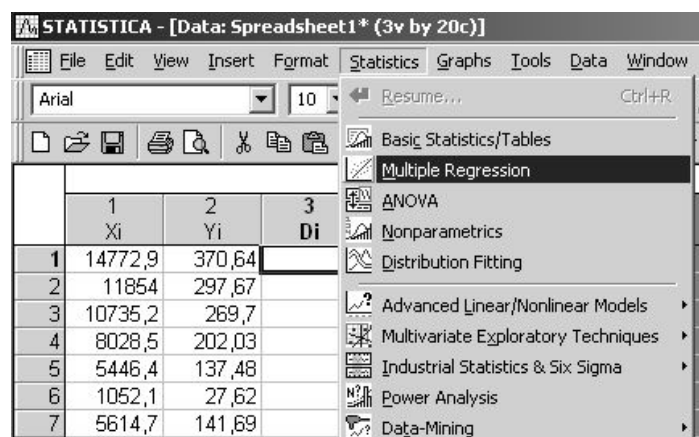 STATISTICA - [Data: Spreadsheet1* (3v by 20c)]
File Edit View Insert Format Statistics Graphs Tools Data Window
Arial 10
Resume... Ctrl+R
Basic Statistics/Tables
Multiple Regression
ANOVA
Nonparametrics
Distribution Fitting
Advanced Linear/Nonlinear Models
Multivariate Exploratory Techniques
Industrial Statistics & Six Sigma
Power Analysis
Data-Mining
1 2 3
Xi Yi Di
1 14772,9 370,64
2 11854 297,67
3 10735,2 269,7
4 8028,5 202,03
5 5446,4 137,48
6 1052,1 27,62
7 5614,7 141,69